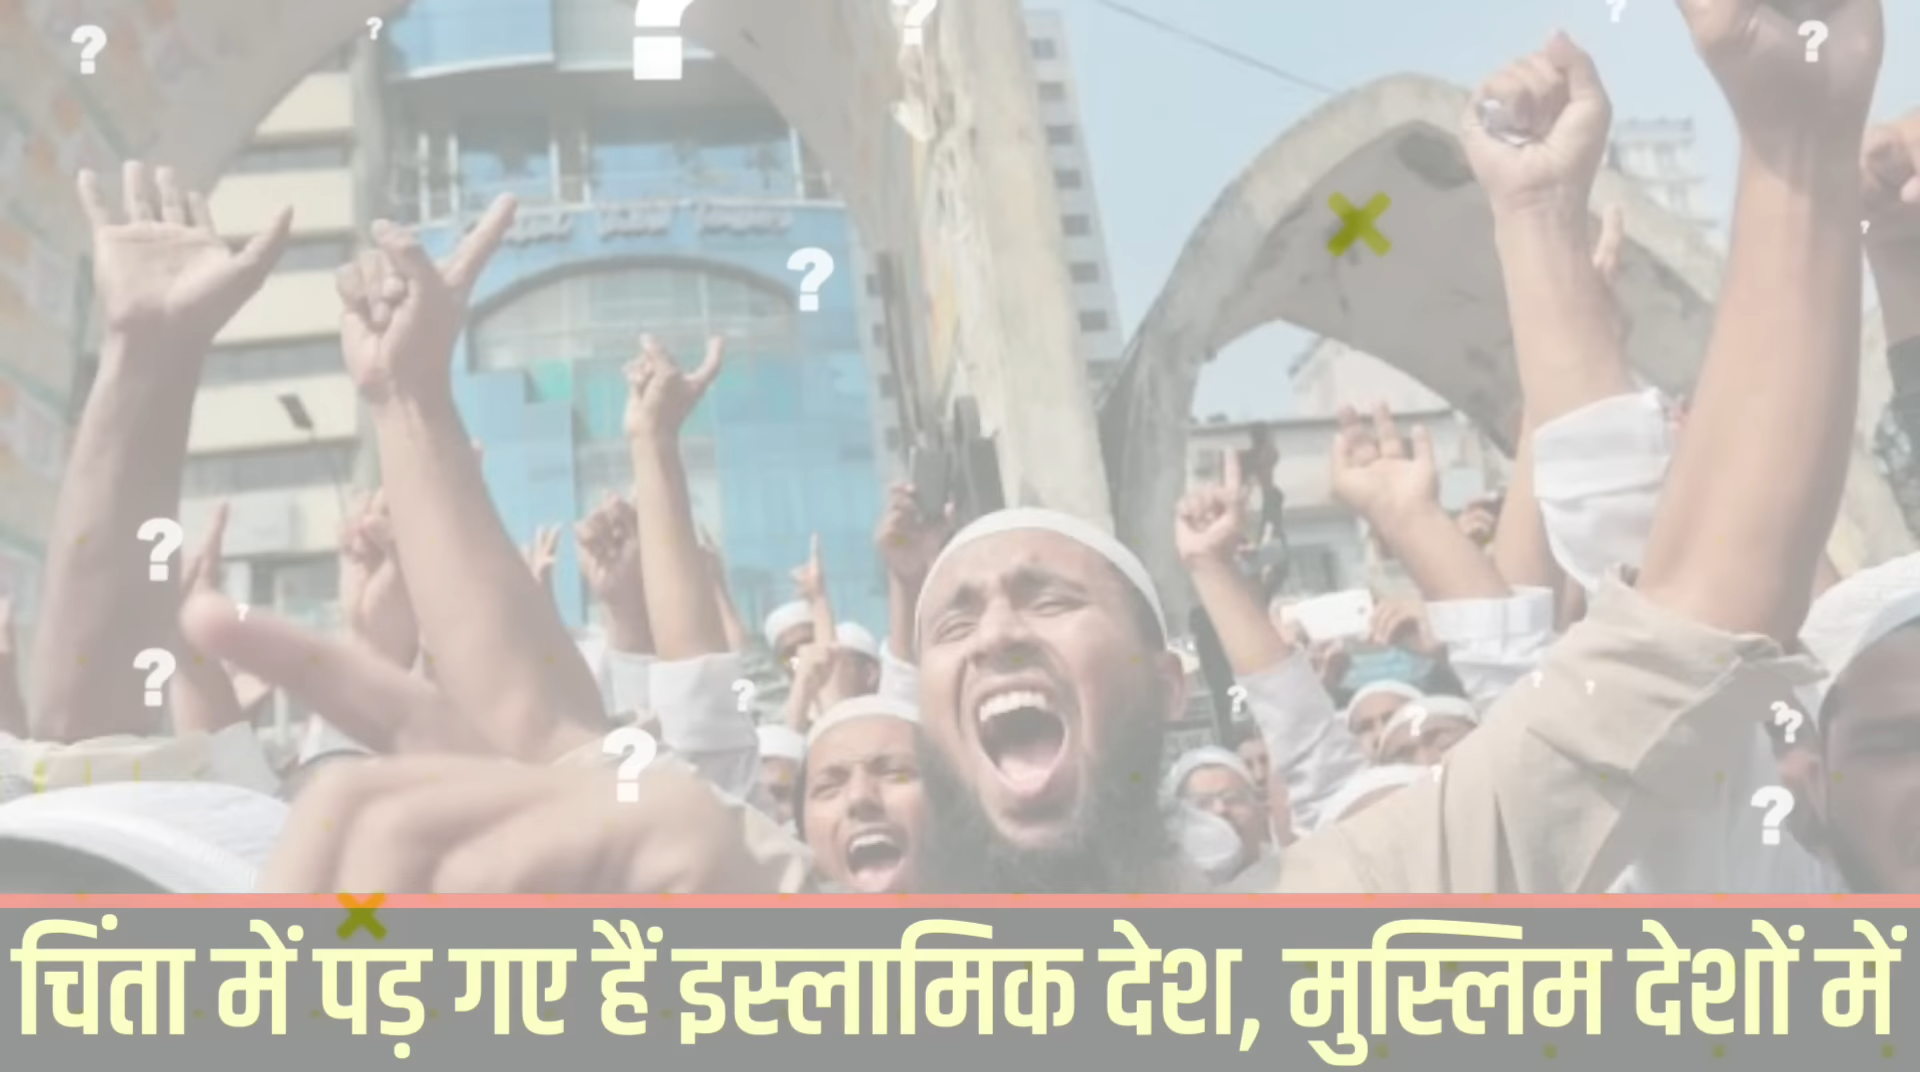 चिंता में पड़ गए हैं इस्लामिक देश, मुस्लिम देशों में